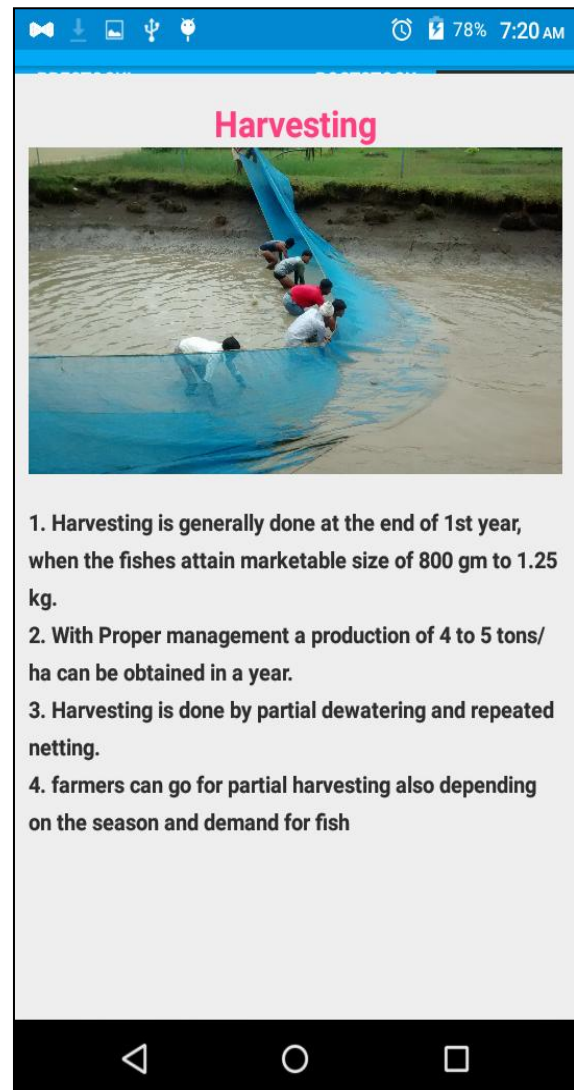 78% 7:20 AM
Harvesting
1. Harvesting is generally done at the end of 1st year,
when the fishes attain marketable size of 800 gm to 1.25
kg.
2. With Proper management a production of 4 to 5 tons/
ha can be obtained in a year.
3. Harvesting is done by partial dewatering and repeated
netting.
4. farmers can go for partial harvesting also depending
on the season and demand for fish